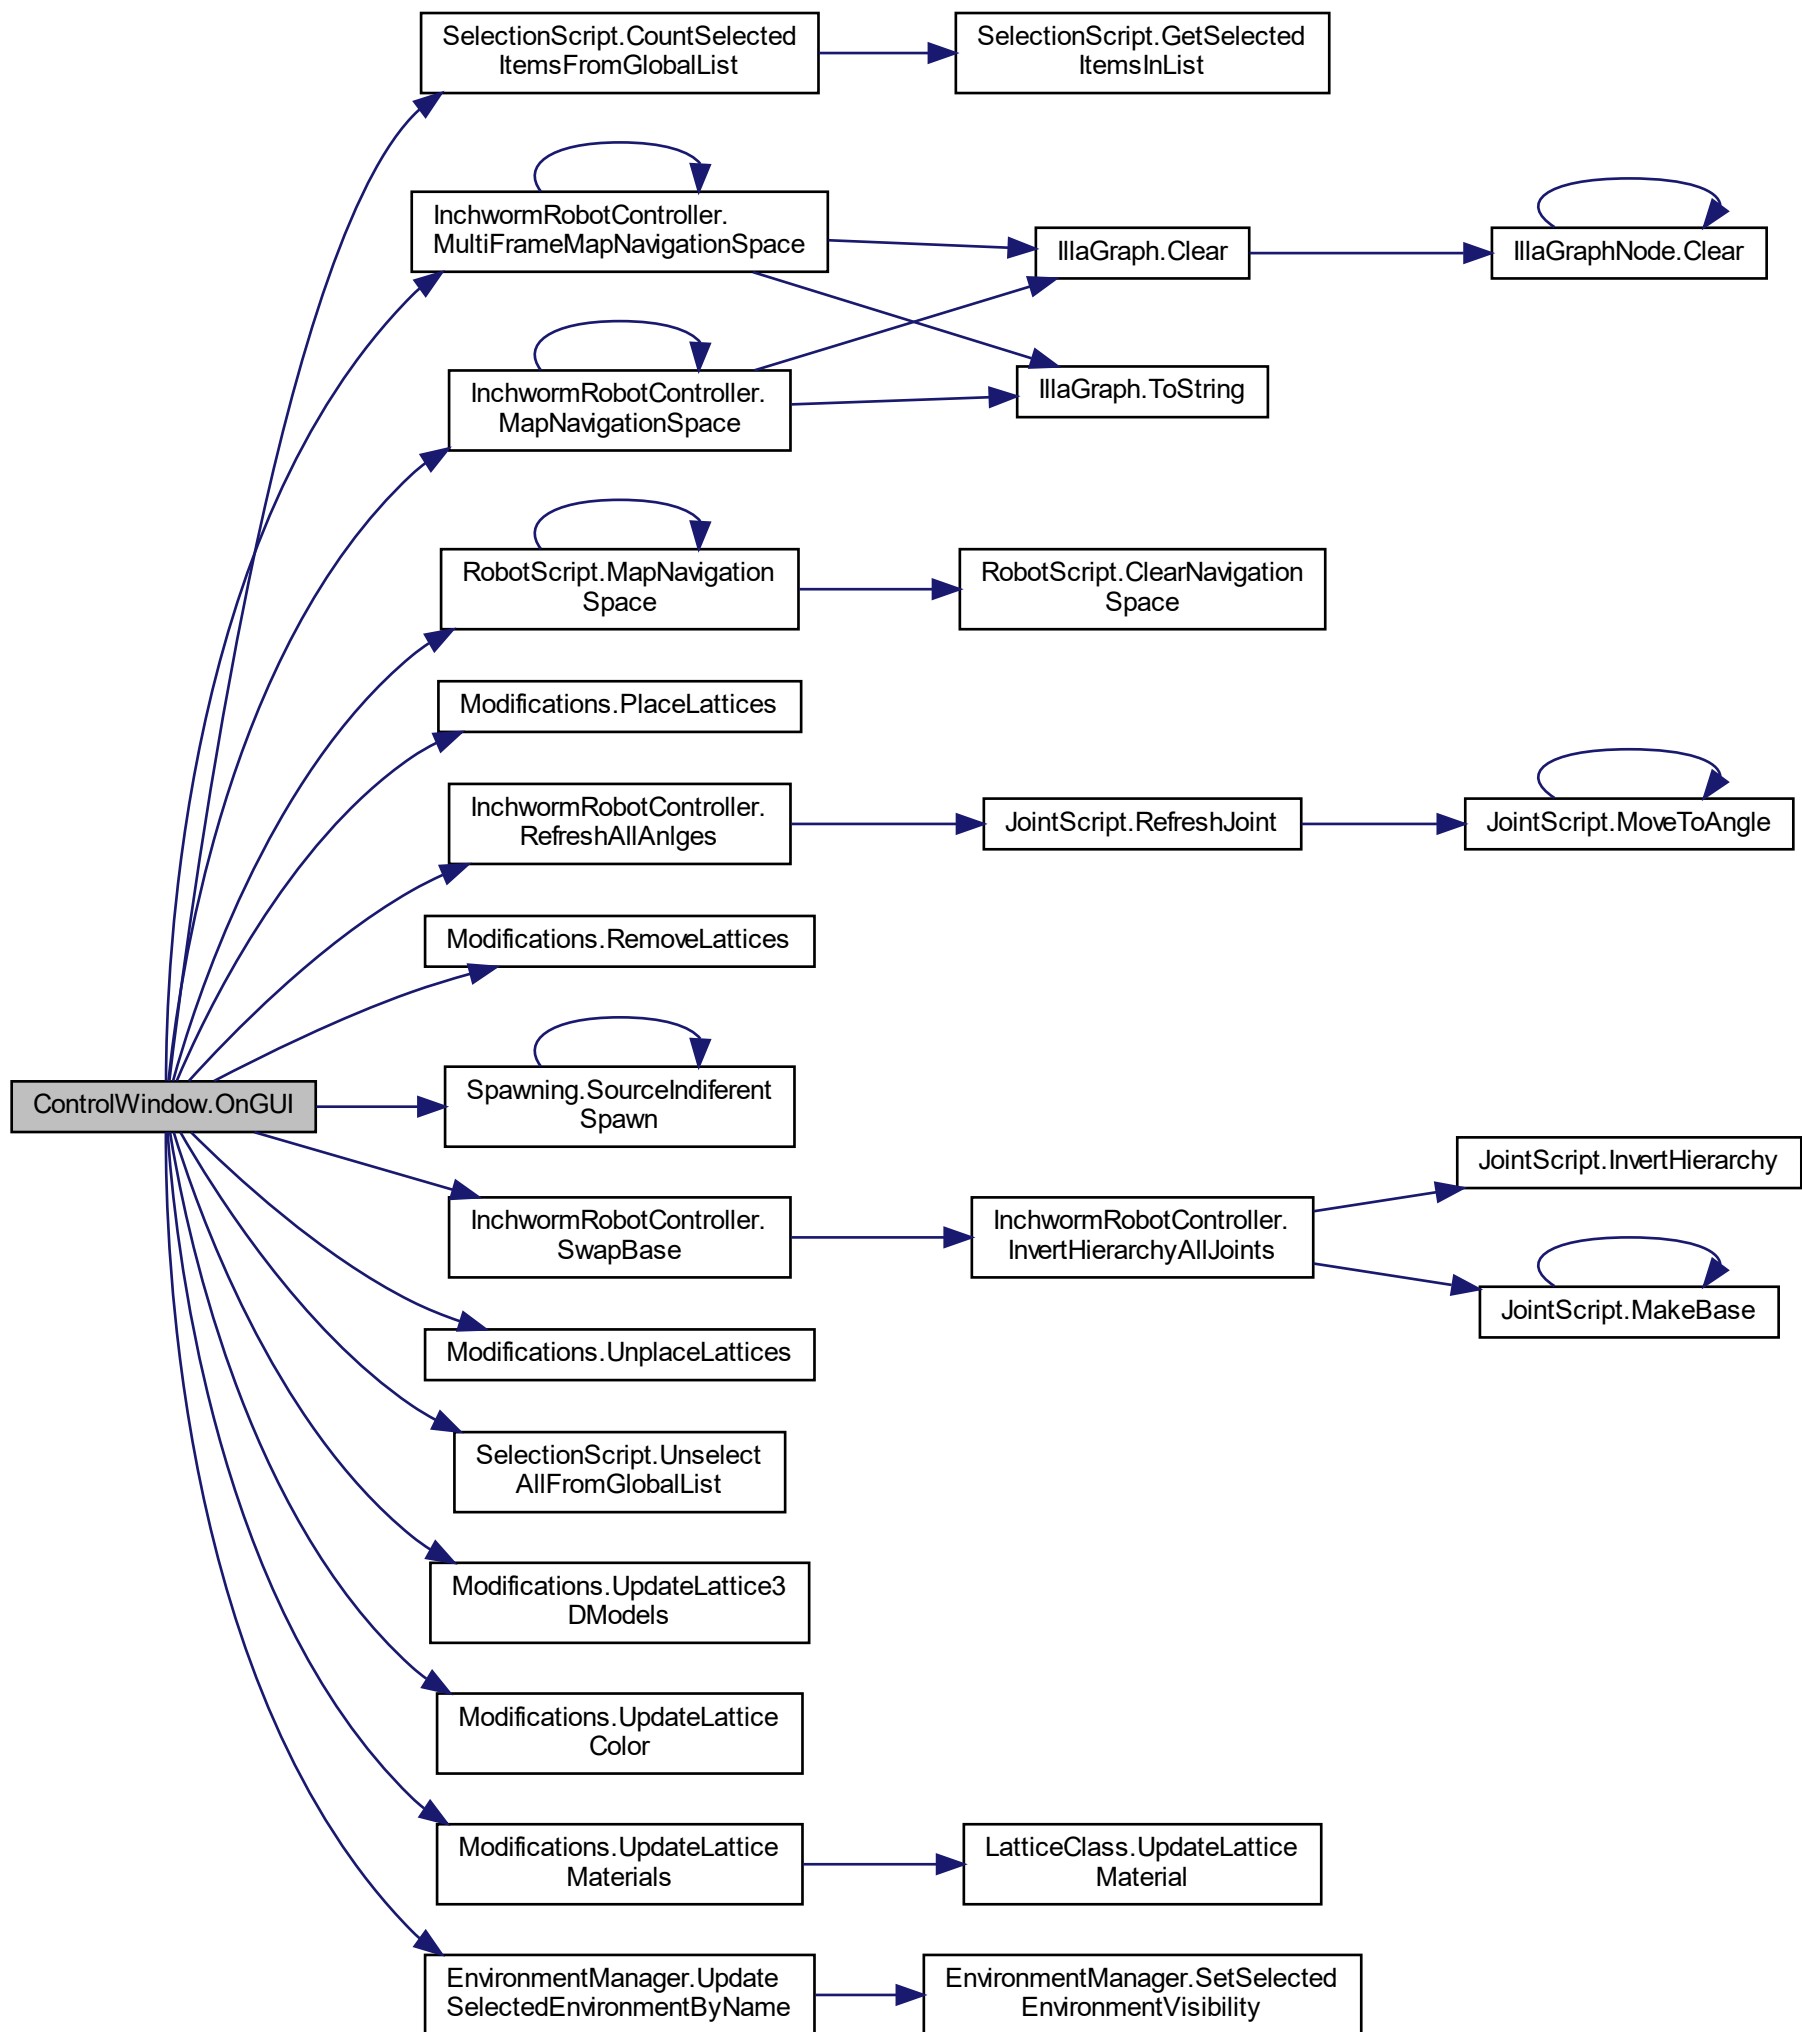 SelectionScript.CountSelected
ItemsFromGlobalList
SelectionScript.GetSelected
ItemsInList
InchwormRobotController.
MultiFrameMapNavigationSpace
IllaGraph.Clear
IllaGraphNode.Clear
InchwormRobotController.
MapNavigationSpace
IllaGraph.ToString
RobotScript.MapNavigation
Space
RobotScript.ClearNavigation
Space
Modifications.PlaceLattices
InchwormRobotController.
RefreshAllAnlges
JointScript.RefreshJoint
JointScript.MoveToAngle
Modifications.RemoveLattices
ControlWindow.OnGUI
Spawning.SourceIndiferent
Spawn
InchwormRobotController.
SwapBase
InchwormRobotController.
InvertHierarchyAllJoints
JointScript.InvertHierarchy
JointScript.MakeBase
Modifications.UnplaceLattices
SelectionScript.Unselect
AllFromGlobalList
Modifications.UpdateLattice3
DModels
Modifications.UpdateLattice
Color
Modifications.UpdateLattice
Materials
LatticeClass.UpdateLattice
Material
EnvironmentManager.Update
SelectedEnvironmentByName
EnvironmentManager.SetSelected
EnvironmentVisibility